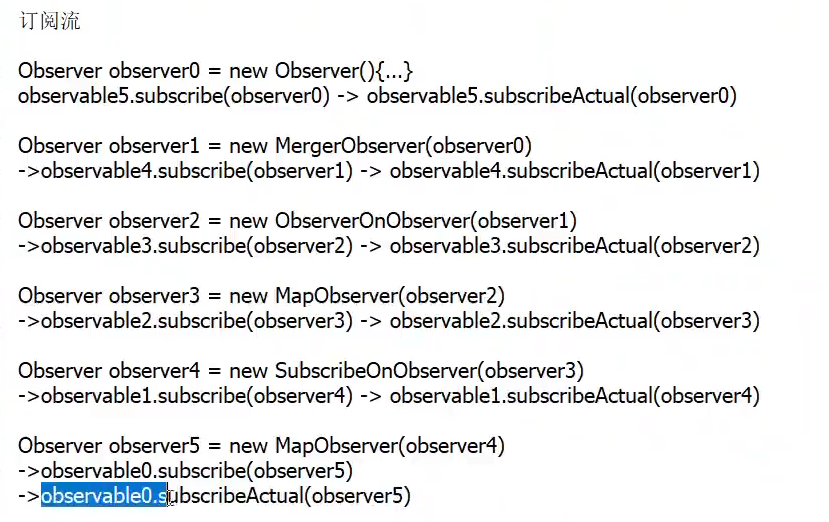 订阅流
Observer observer0 = new Observer(){...}
observable5.subscribe(observer0) -> observable5.subscribeActual(observer0)
Observer observer1 = new MergerObserver(observer0)
->observable4.subscribe(observer1) -> observable4.subscribeActual(observer1)
Observer observer2 = new ObserverOnObserver(observer1)
->observable3.subscribe(observer2) -> observable3.subscribeActual(observer2)
Observer observer3 = new MapObserver(observer2)
->observable2.subscribe(observer3) -> observable2.subscribeActual(observer3)
Observer observer4 = new SubscribeOnObserver(observer3)
->observable1.subscribe(observer4) -> observable1.subscribeActual(observer4)
Observer observer5 = new MapObserver(observer4)
->observable0.subscribe(observer5)
->observable0.subscribeActual(observer5)